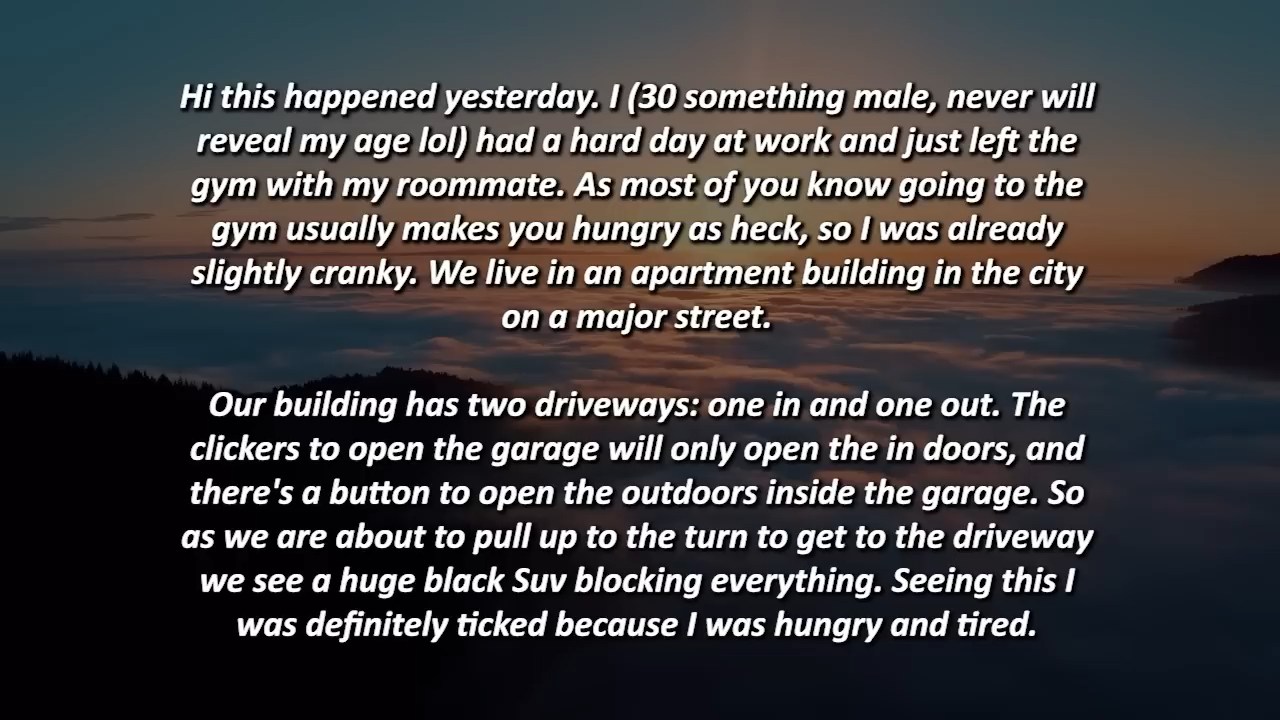 Hi this happened yesterday. I (30 something male, never will
reveal my age lol) had a hard day at work and just left the
gym with my roommate. As most of you know going to the
gym usually makes you hungry as heck, so I was already
slightly cranky. We live in an apartment building in the city
on a major street.
Our building has two driveways: one in and one out. The
clickers to open the garage will only open the in doors, and
there's a button to open the outdoors inside the garage. So
as we are about to pull up to the turn to get to the driveway
we see a huge black Suv blocking everything. Seeing this I
was definitely ticked because I was hungry and tired.